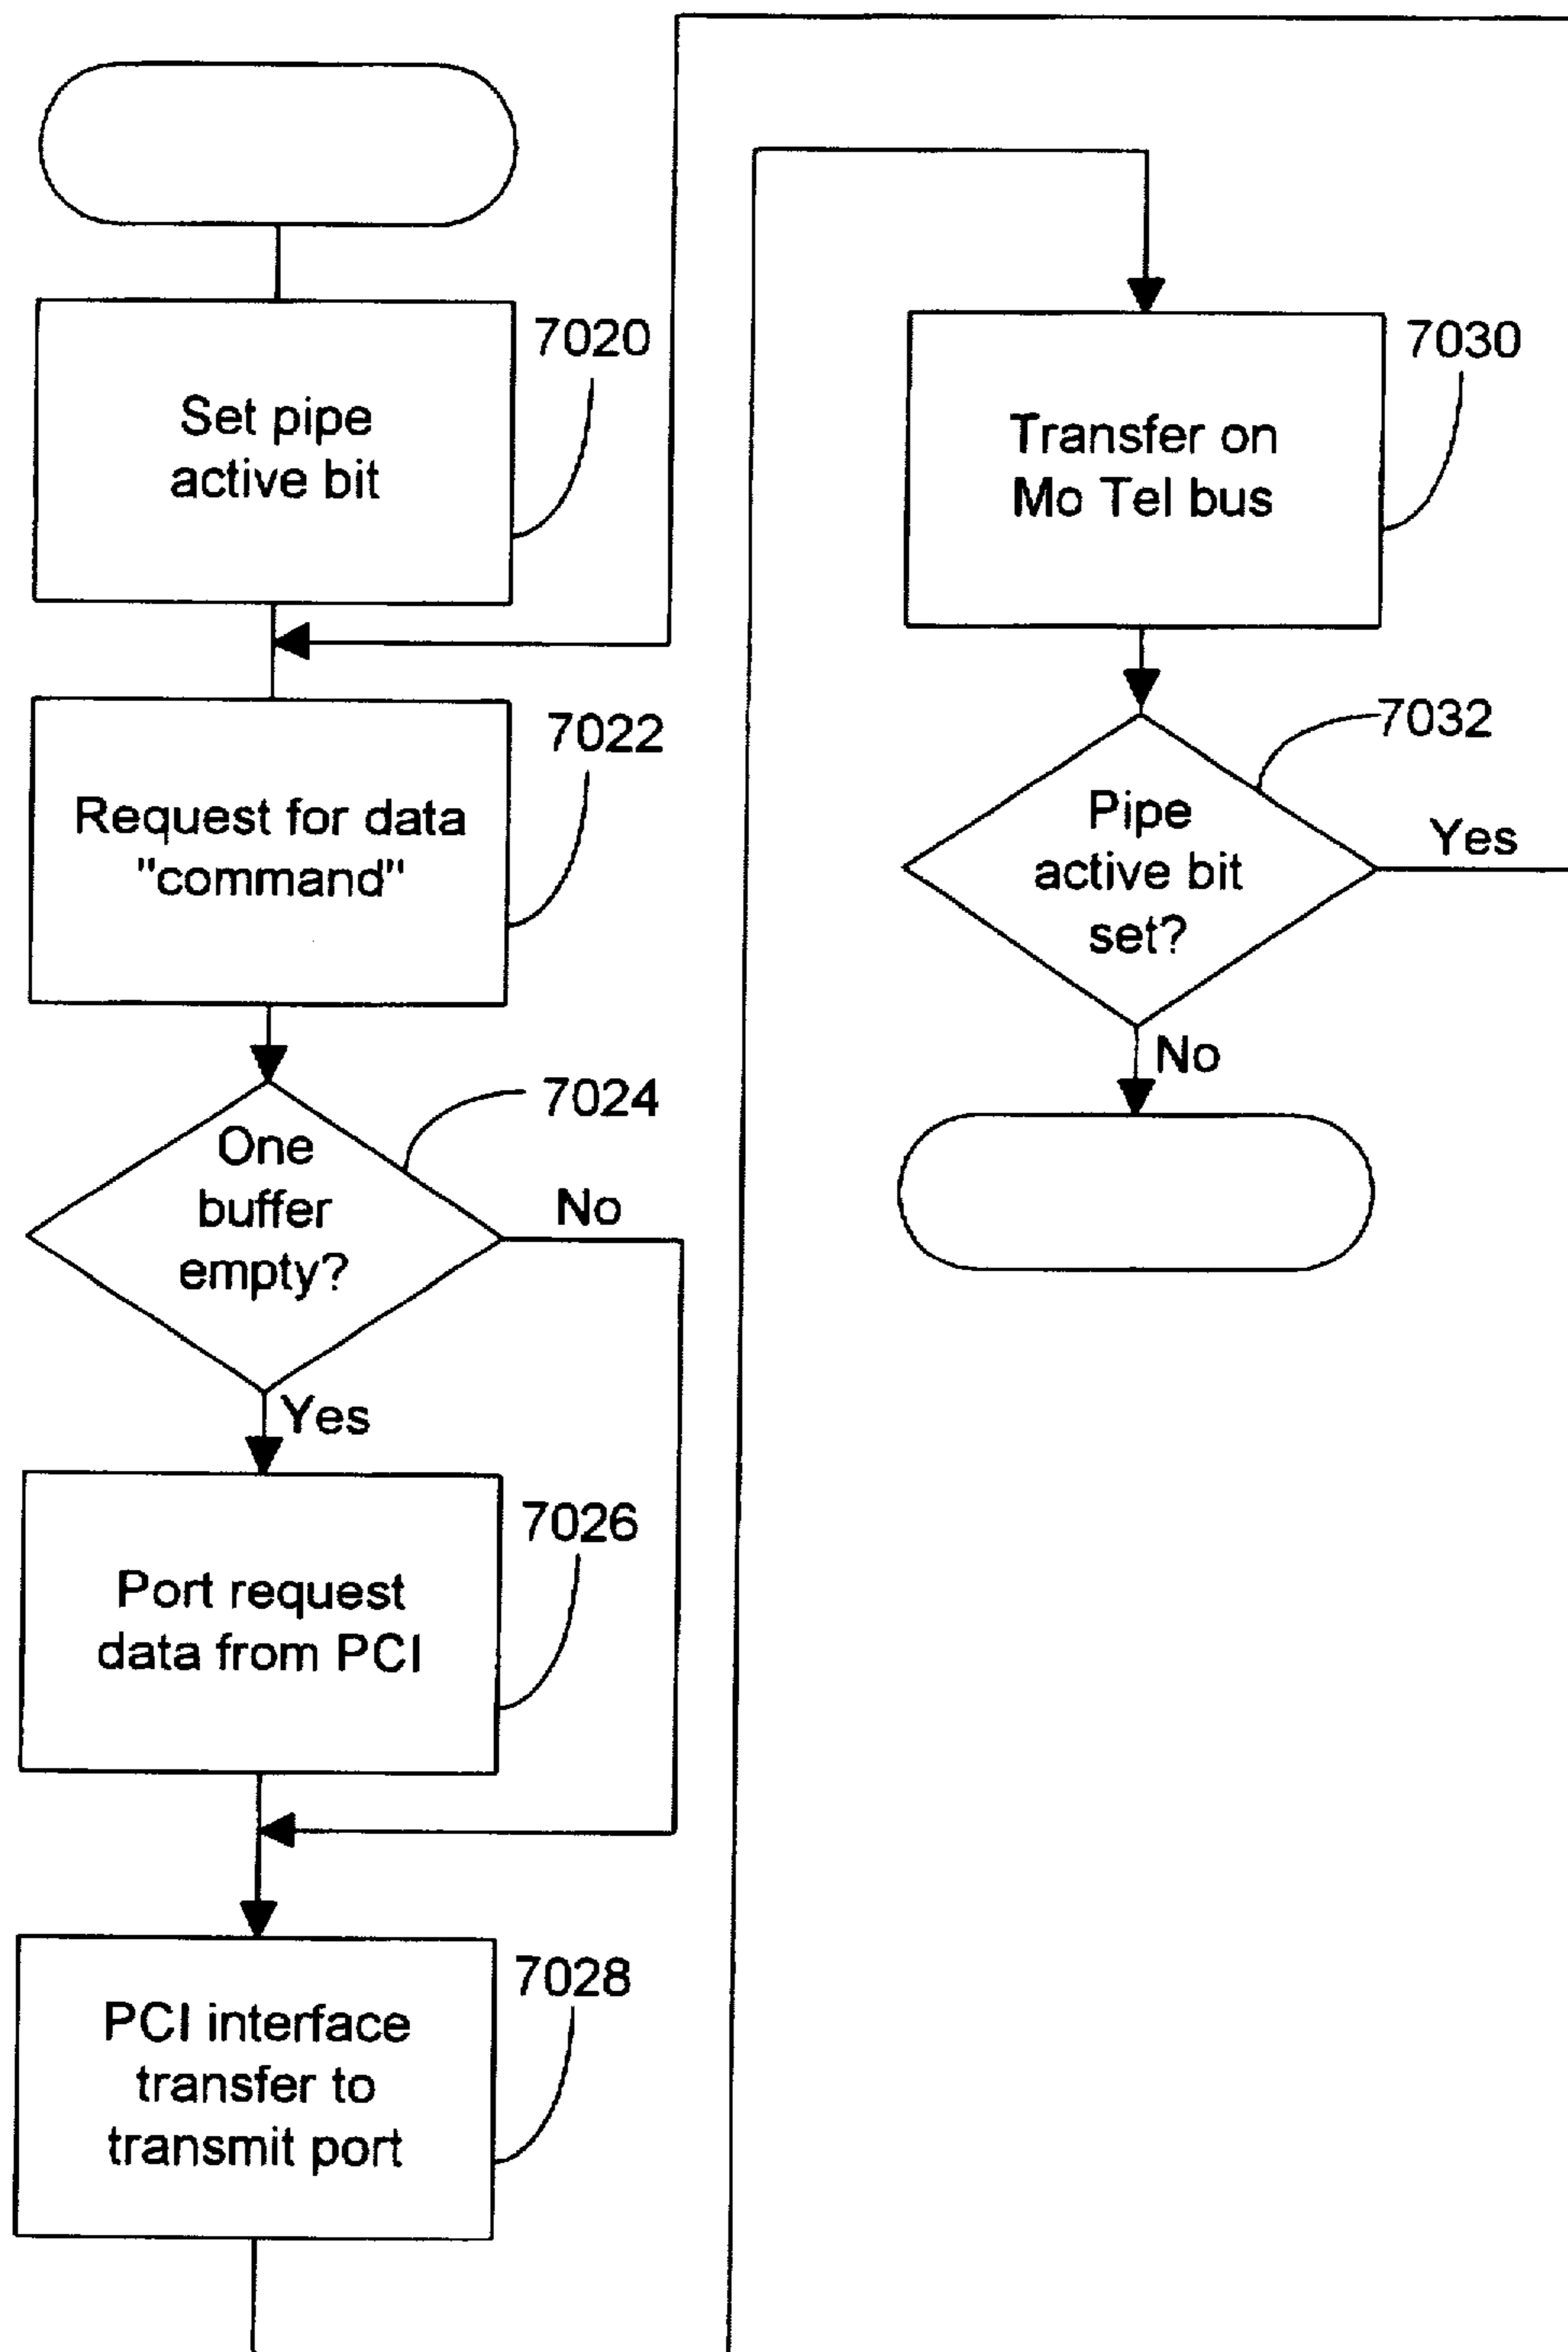 Set pipe
active bit
7020
Request for data
"command"
7022
One
buffer
empty?
7024
No
Yes
Port request
data from PCI
7026
PCI interface
transfer to
transmit port
7028
Transfer on
Mo Tel bus
7030
Pipe
active bit
set?
7032
Yes
No